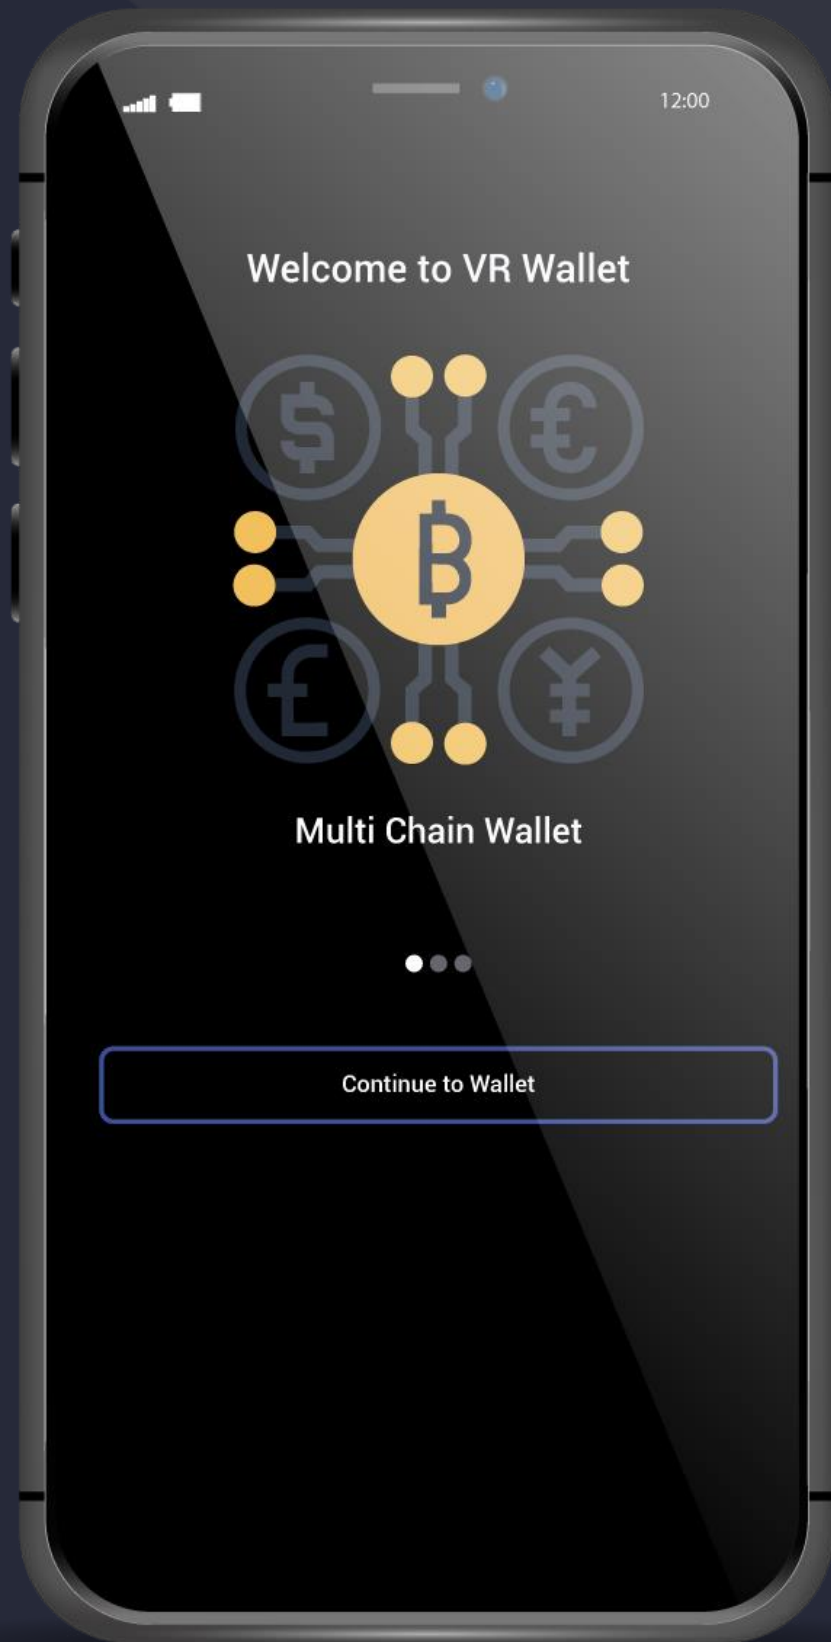 12:00
Welcome to VR Wallet
$ €
₿
£ ¥
Multi Chain Wallet
Continue to Wallet